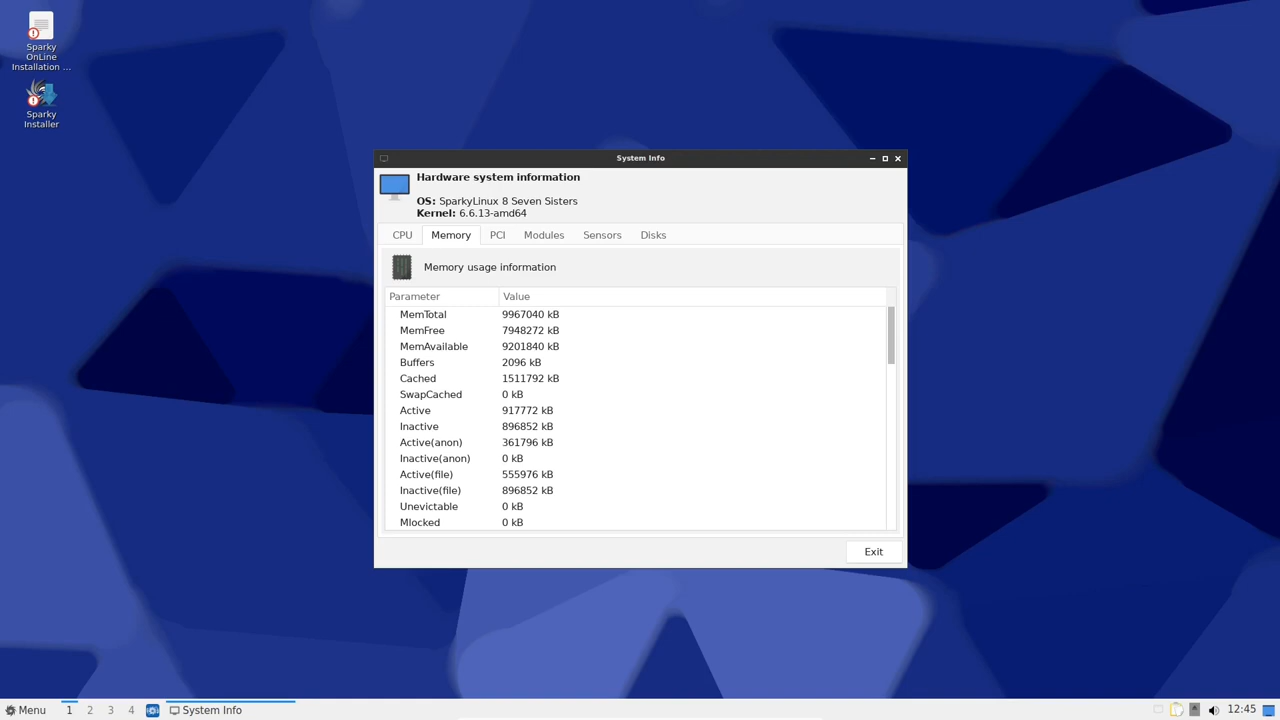 Sparky
OnLine
Installation ...
Sparky
Installer
System Info
Hardware system information
OS: SparkyLinux 8 Seven Sisters
Kernel: 6.6.13-amd64
CPU Memory PCI Modules Sensors Disks
Memory usage information
Parameter Value
MemTotal 9967040 kB
MemFree 7948272 kB
MemAvailable 9201840 kB
Buffers 2096 kB
Cached 1511792 kB
SwapCached 0 kB
Active 917772 kB
Inactive 896852 kB
Active(anon) 361796 kB
Inactive(anon) 0 kB
Active(file) 555976 kB
Inactive(file) 896852 kB
Unevictable 0 kB
Mlocked 0 kB
Exit
Menu 1 2 3 4 System Info 12:45